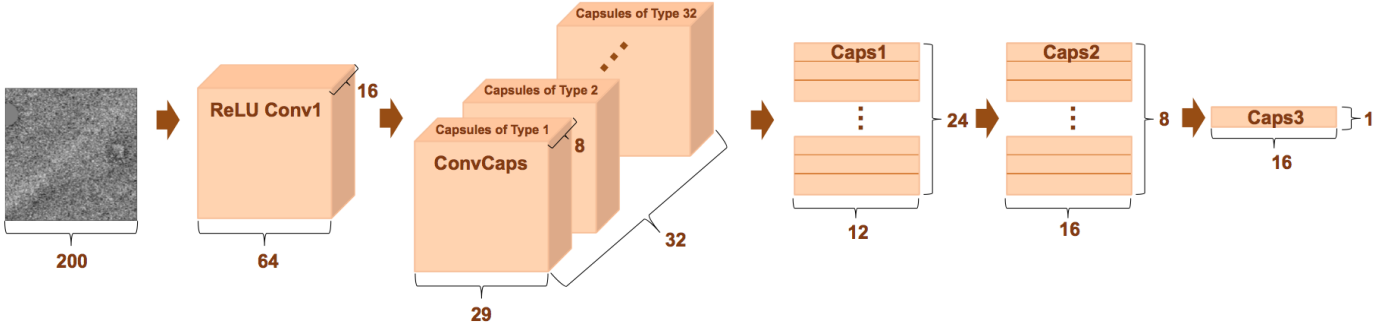 200
ReLU Conv1
16
64
Capsules of Type 1
ConvCaps
8
29
Capsules of Type 2
Capsules of Type 32
32
Caps1
24
12
Caps2
8
16
Caps3
1
16